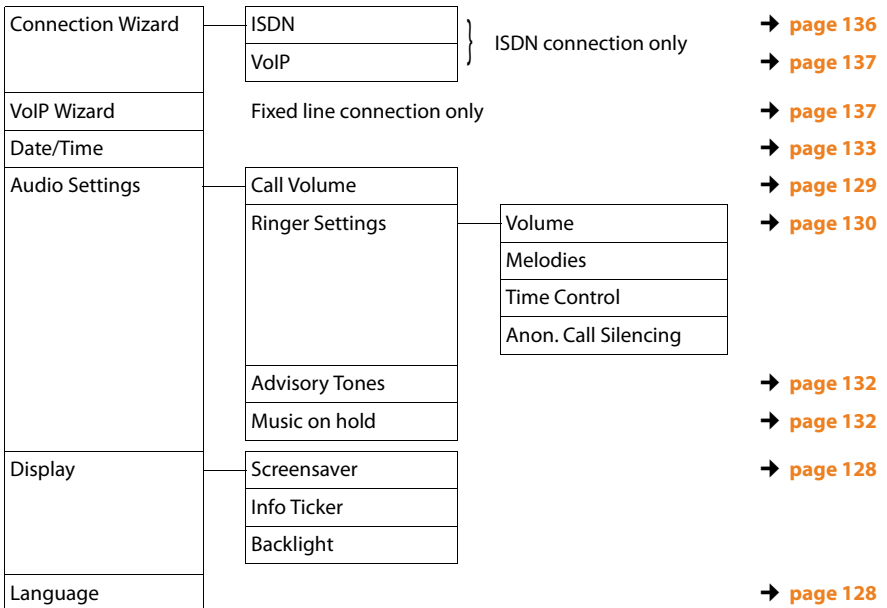 Connection Wizard ISDN ➔ page 136
ISDN connection only
VoIP ➔ page 137
VoIP Wizard Fixed line connection only ➔ page 137
Date/Time ➔ page 133
Audio Settings Call Volume ➔ page 129
Ringer Settings Volume ➔ page 130
Melodies
Time Control
Anon. Call Silencing
Advisory Tones ➔ page 132
Music on hold ➔ page 132
Display Screensaver ➔ page 128
Info Ticker
Backlight
Language ➔ page 128